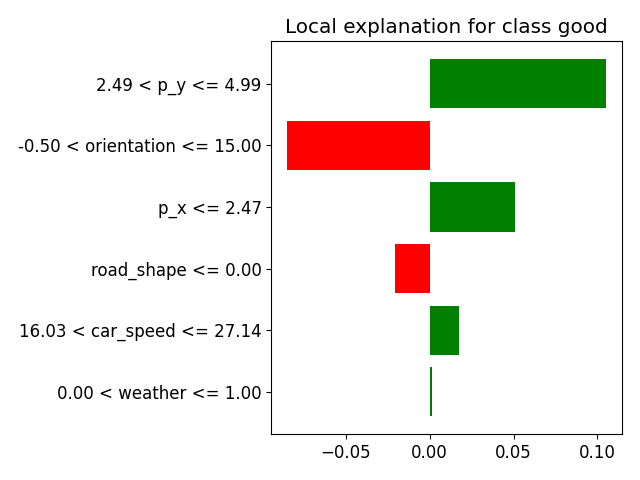 Local explanation for class good
2.49 < p_y <= 4.99
-0.50 < orientation <= 15.00
p_x <= 2.47
road_shape <= 0.00
16.03 < car_speed <= 27.14
0.00 < weather <= 1.00
−0.05 0.00 0.05 0.10